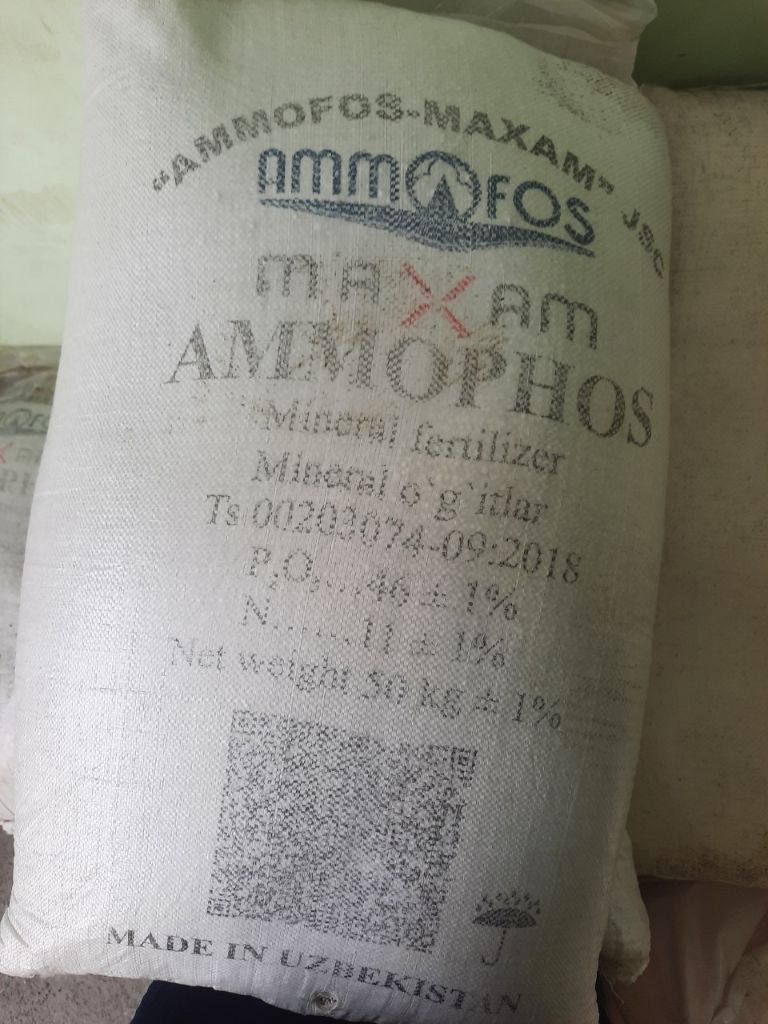 "AMMOFOS-MAXAM" JSC
AMMOFOS
maxam
AMMOPHOS
Mineral fertilizer
Mineral o`g`itlar
Ts 00203074-09:2018
P₂O₅...46 ± 1%
N.......11 ± 1%
Net weight 50 kg ± 1%
MADE IN UZBEKISTAN